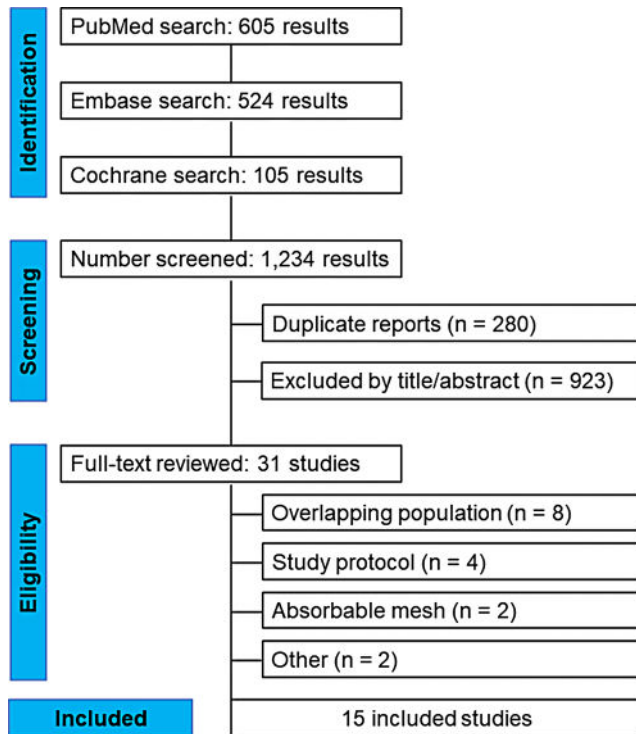 Identification
PubMed search: 605 results
Embase search: 524 results
Cochrane search: 105 results
Screening
Number screened: 1,234 results
Duplicate reports (n = 280)
Excluded by title/abstract (n = 923)
Eligibility
Full-text reviewed: 31 studies
Overlapping population (n = 8)
Study protocol (n = 4)
Absorbable mesh (n = 2)
Other (n = 2)
Included
15 included studies